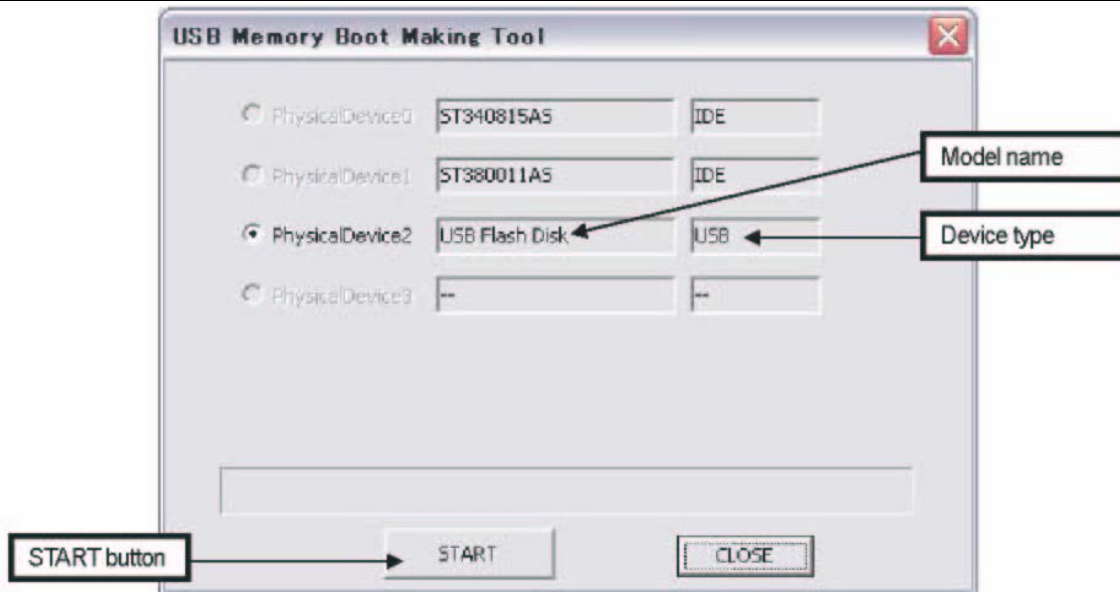 USB Memory Boot Making Tool
PhysicalDevice0 ST340815AS IDE
PhysicalDevice1 ST380011AS IDE
Model name
PhysicalDevice2 USB Flash Disk USB
Device type
PhysicalDevice3 -- --
START button
START CLOSE